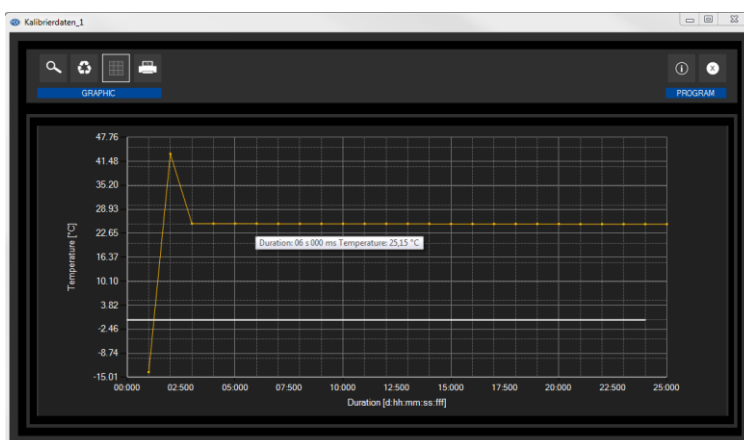 Kalibrierdaten_1
GRAPHIC
PROGRAM
47.76
41.48
35.20
28.93
22.65
16.37
10.10
3.82
-2.46
-8.74
-15.01
Temperature [°C]
Duration: 06 s 000 ms Temperature: 25,15 °C
00:000 02:500 05:000 07:500 10:000 12:500 15:000 17:500 20:000 22:500 25:000
Duration [d:hh:mm:ss:fff]